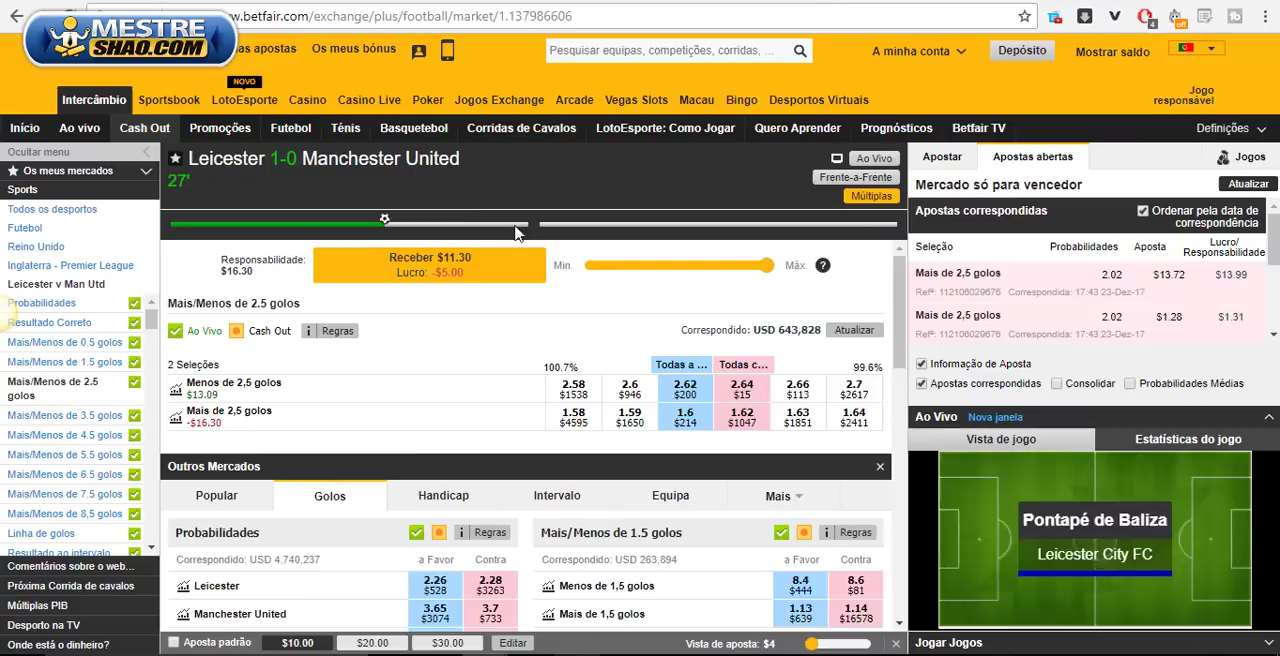 w.betfair.com/exchange/plus/football/market/1.137986606
MESTRE
SHAO.COM
as apostas
Os meus bónus
Pesquisar equipas, competições, corridas, ...
A minha conta
Depósito
Mostrar saldo
NOVO
Intercâmbio
Sportsbook
LotoEsporte
Casino
Casino Live
Poker
Jogos Exchange
Arcade
Vegas Slots
Macau
Bingo
Desportos Virtuais
Jogo
responsável
Início
Ao vivo
Cash Out
Promoções
Futebol
Ténis
Basquetebol
Corridas de Cavalos
LotoEsporte: Como Jogar
Quero Aprender
Prognósticos
Betfair TV
Definições
Ocultar menu
Os meus mercados
Sports
Todos os desportos
Futebol
Reino Unido
Inglaterra - Premier League
Leicester v Man Utd
Probabilidades
Resultado Correto
Mais/Menos de 0.5 golos
Mais/Menos de 1.5 golos
Mais/Menos de 2.5
golos
Mais/Menos de 3.5 golos
Mais/Menos de 4.5 golos
Mais/Menos de 5.5 golos
Mais/Menos de 6.5 golos
Mais/Menos de 7.5 golos
Mais/Menos de 8,5 golos
Linha de golos
Resultado ao intervalo
Comentários sobre o web...
Próxima Corrida de cavalos
Múltiplas PIB
Desporto na TV
Onde está o dinheiro?
Leicester 1-0 Manchester United
27'
Ao Vivo
Frente-a-Frente
Múltiplas
Responsabilidade:
$16.30
Receber $11.30
Lucro: -$5.00
Min.
Máx.
?
Mais/Menos de 2.5 golos
Ao Vivo
Cash Out
i Regras
Correspondido: USD 643,828
Atualizar
2 Seleções
100.7%
Todas a ...
Todas c...
99.6%
Menos de 2,5 golos
$13.09
2.58 2.6 2.62 2.64 2.66 2.7
$1538 $946 $200 $15 $113 $2617
Mais de 2,5 golos
-$16.30
1.58 1.59 1.6 1.62 1.63 1.64
$4595 $1650 $214 $1047 $1851 $2411
Outros Mercados
Popular
Golos
Handicap
Intervalo
Equipa
Mais
Probabilidades
i Regras
Correspondido: USD 4.740,237
a Favor
Contra
Leicester
2.26 2.28
$528 $3263
Manchester United
3.65 3.7
$3074 $733
Mais/Menos de 1.5 golos
i Regras
Correspondido: USD 263,894
a Favor
Contra
Menos de 1,5 golos
8.4 8.6
$444 $81
Mais de 1,5 golos
1.13 1.14
$639 $16578
Aposta padrão
$10.00
$20.00
$30.00
Editar
Vista de aposta: $4
Apostar
Apostas abertas
Jogos
Mercado só para vencedor
Atualizar
Apostas correspondidas
Ordenar pela data de
correspondência
Seleção
Probabilidades
Aposta
Lucro/
Responsabilidade
Mais de 2,5 golos 2.02 $13.72 $13.99
Refª: 112106029676 Correspondida: 17:43 23-Dez-17
Mais de 2,5 golos 2.02 $1.28 $1.31
Refª: 112106029676 Correspondida: 17:43 23-Dez-17
Informação de Aposta
Apostas correspondidas
Consolidar
Probabilidades Médias
Ao Vivo
Nova janela
Vista de jogo
Estatísticas do jogo
Pontapé de Baliza
Leicester City FC
Jogar Jogos